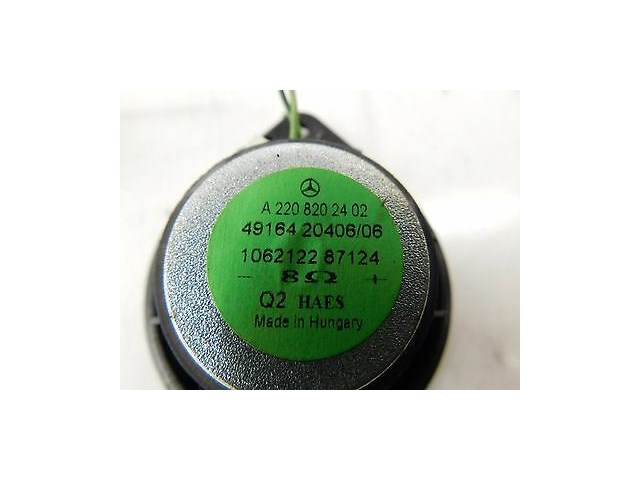 A 220 820 24 02
49164 20406/06
1062122 87124
- 8Ω +
Q2 HAES
Made in Hungary